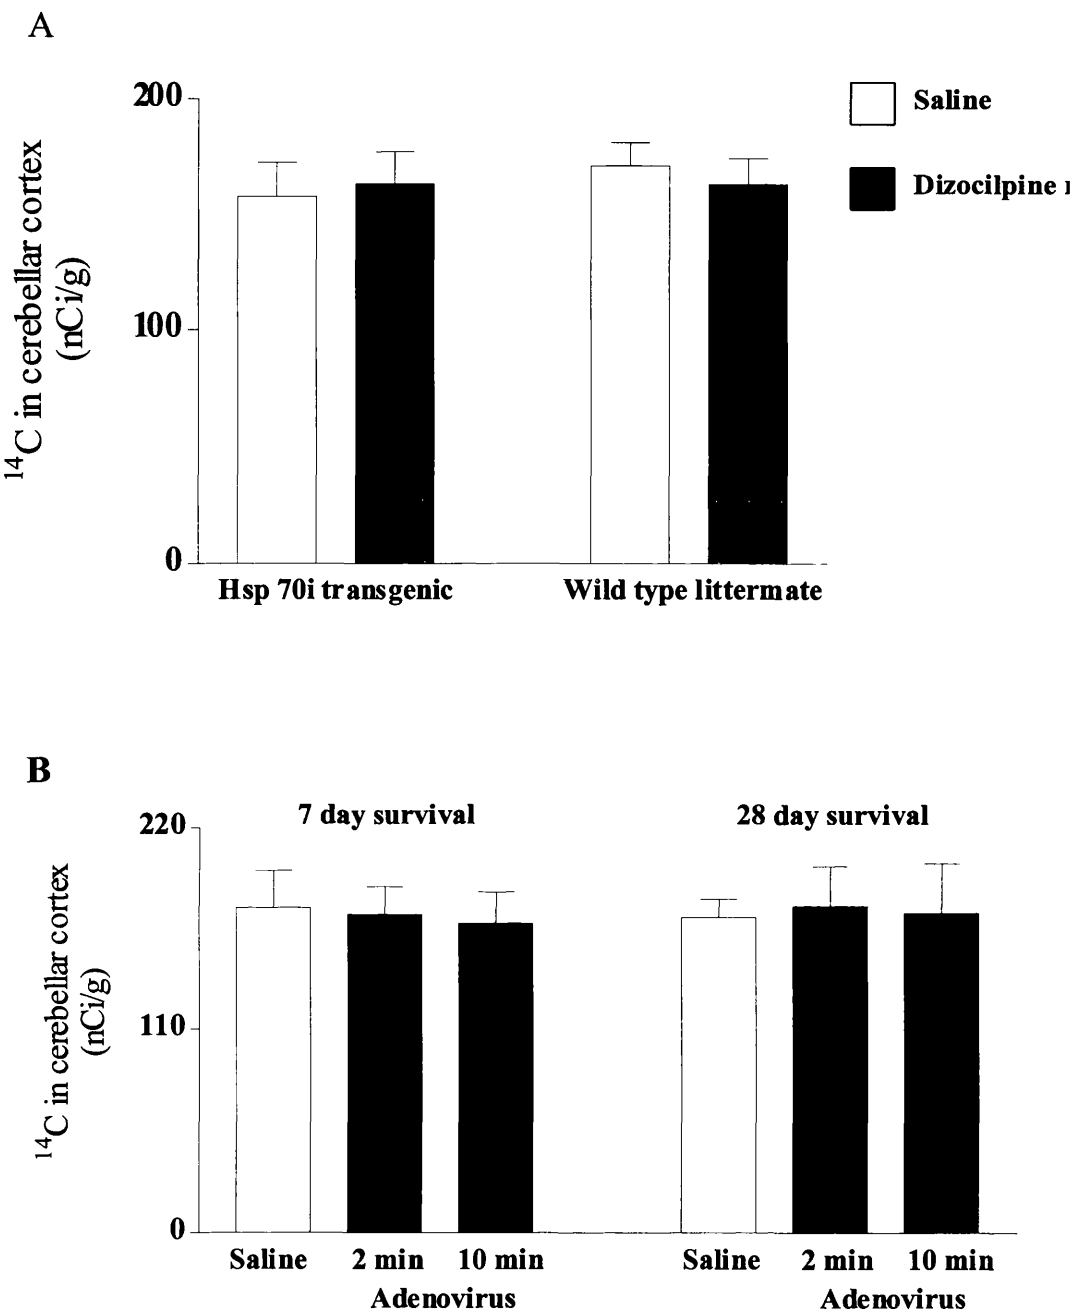 A
200
Saline
Dizocilpine
100
0
¹⁴C in cerebellar cortex
(nCi/g)
Hsp 70i transgenic
Wild type littermate
B
7 day survival
28 day survival
220
110
0
¹⁴C in cerebellar cortex
(nCi/g)
Saline 2 min 10 min
Saline 2 min 10 min
Adenovirus
Adenovirus